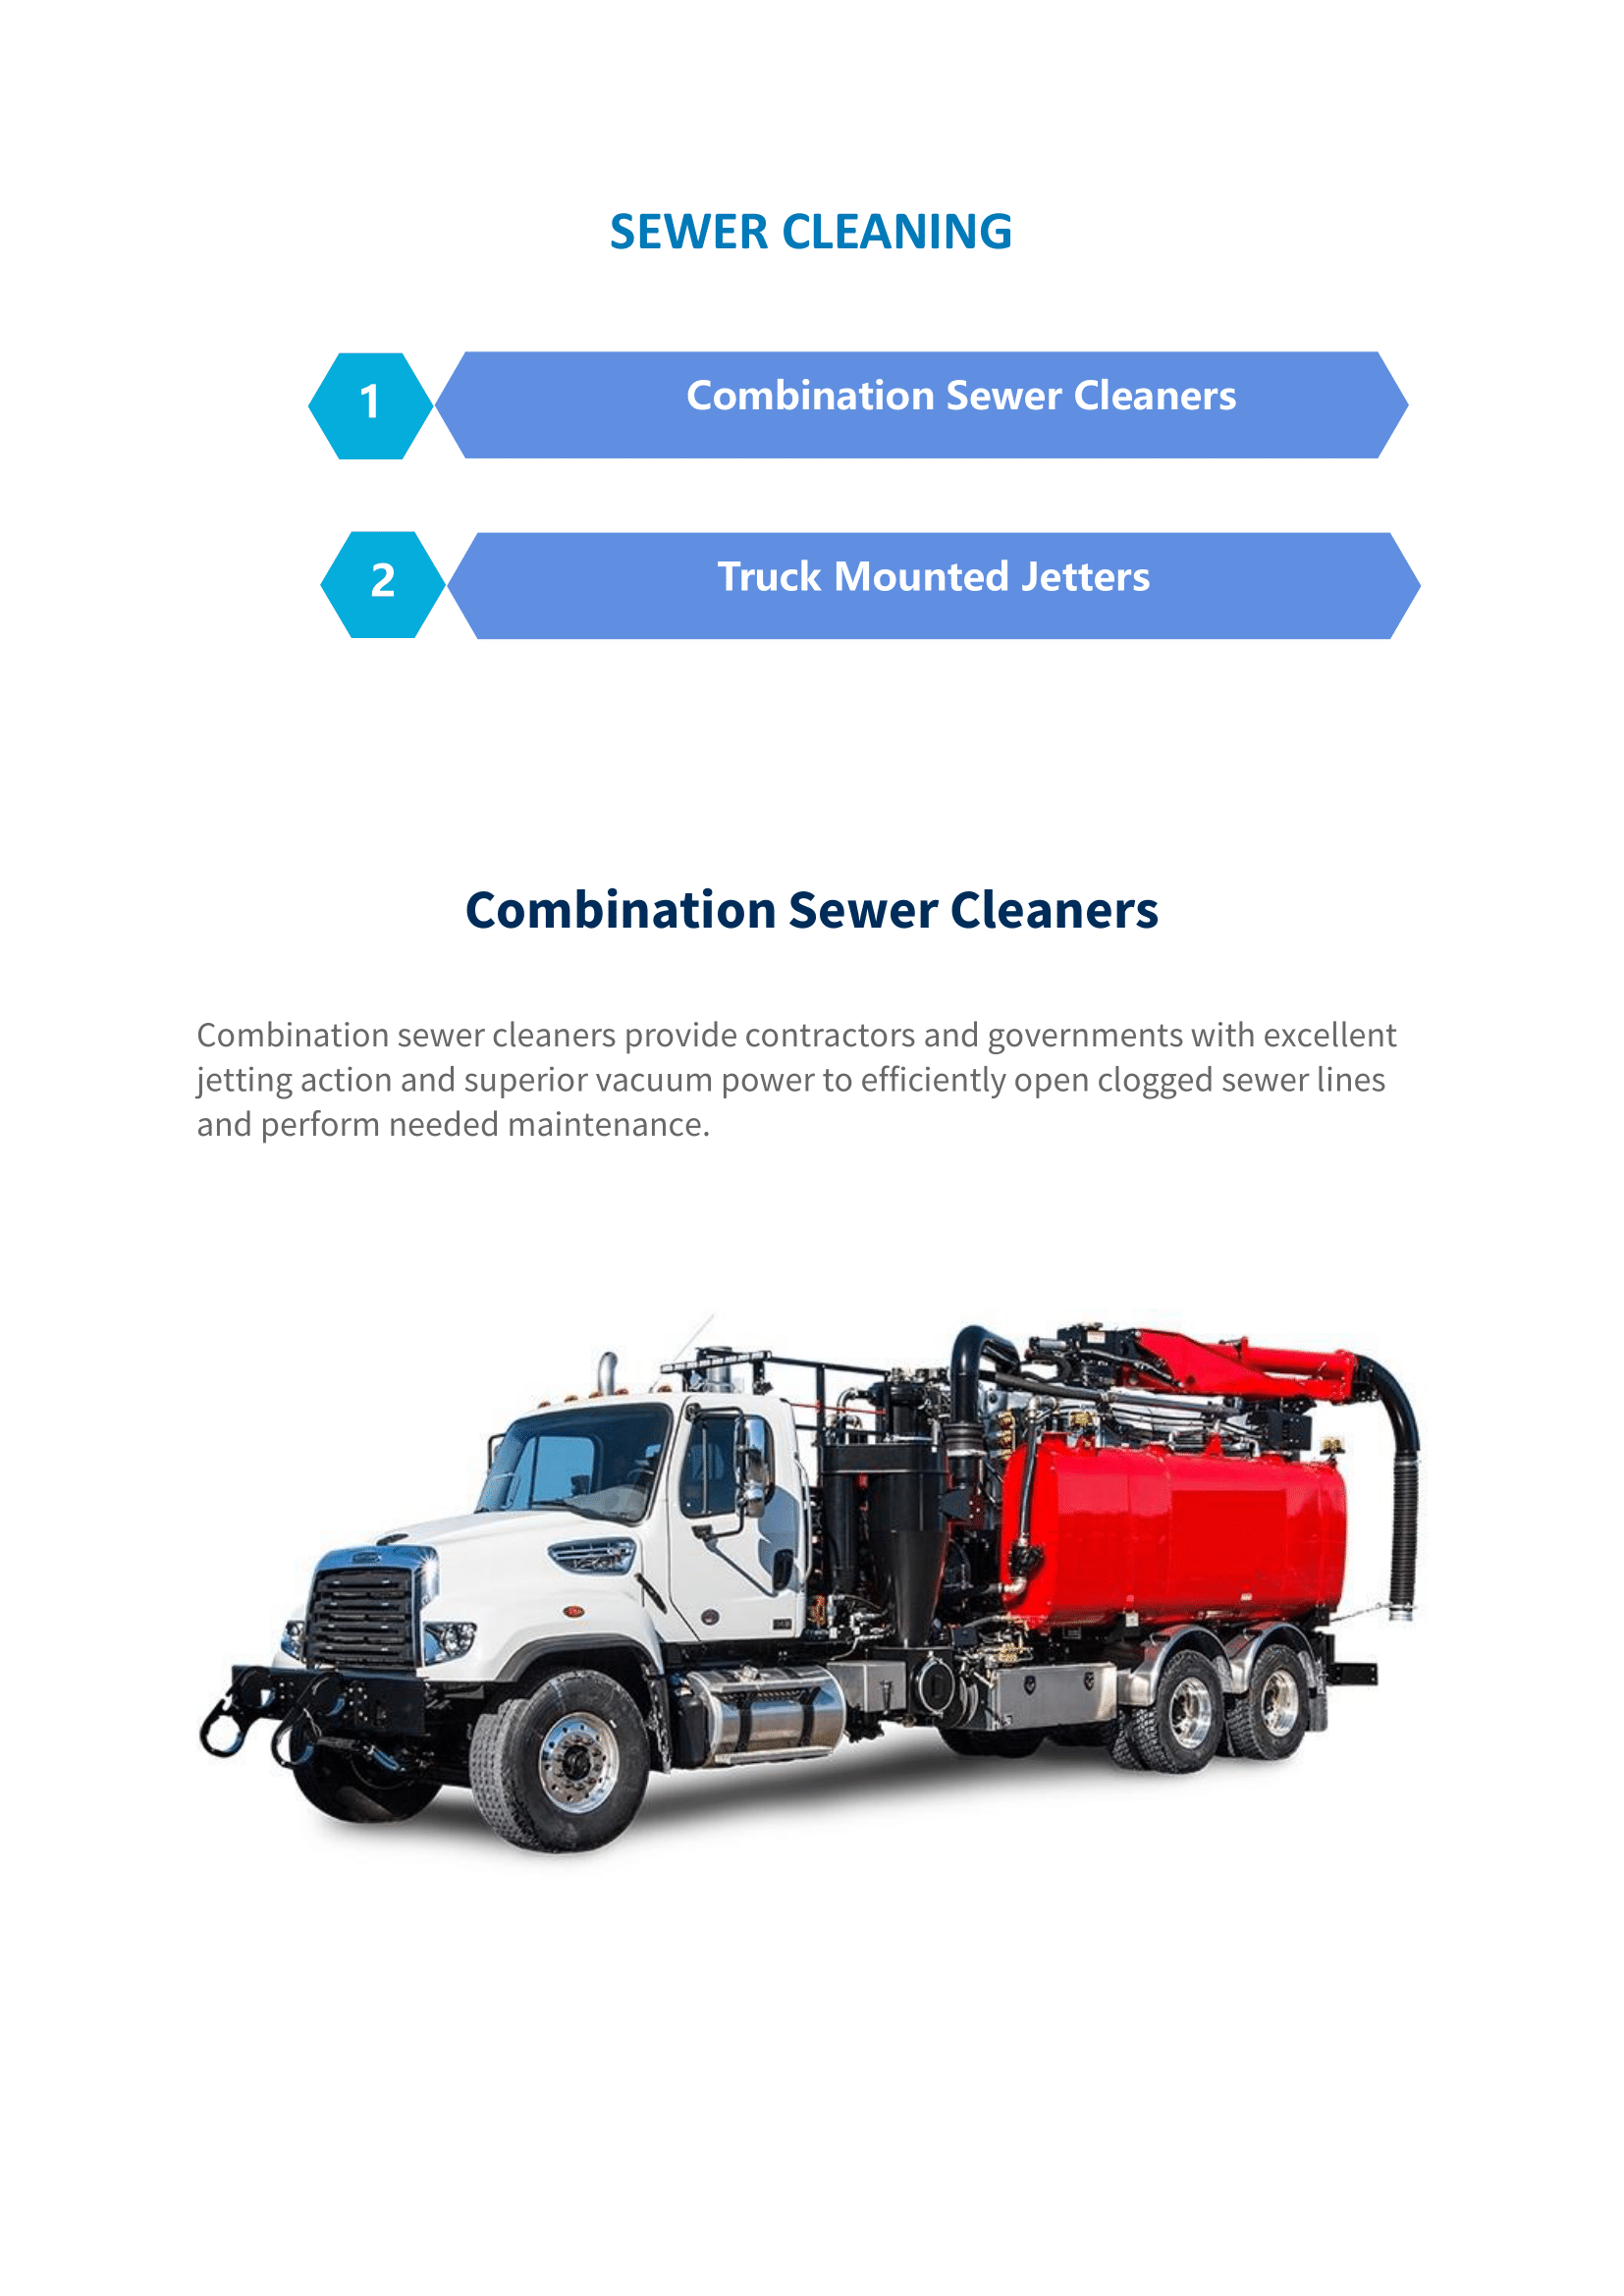 SEWER CLEANING
1
Combination Sewer Cleaners
2
Truck Mounted Jetters
Combination Sewer Cleaners
Combination sewer cleaners provide contractors and governments with excellent
jetting action and superior vacuum power to efficiently open clogged sewer lines
and perform needed maintenance.